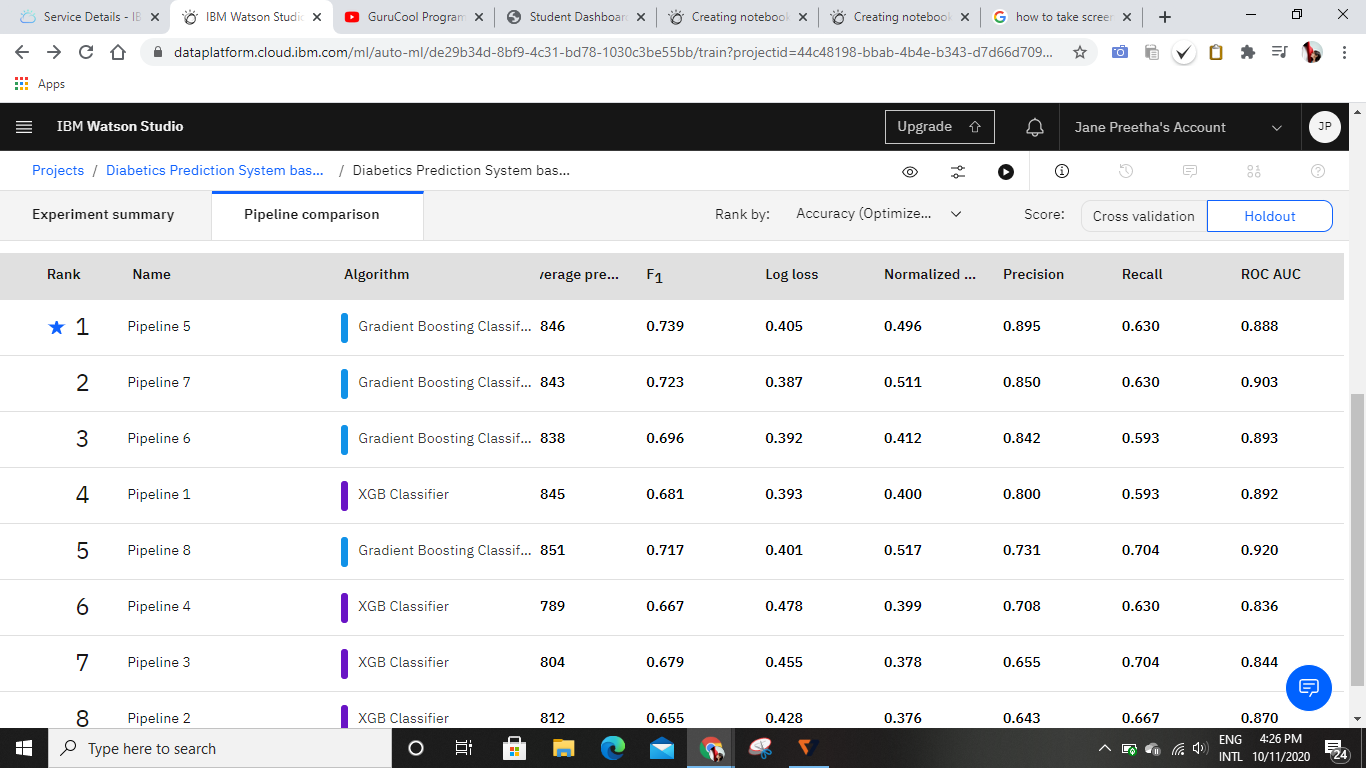 Service Details - IB
IBM Watson Studio
GuruCool Program
Student Dashboard
Creating notebook
Creating notebook
how to take screen
dataplatform.cloud.ibm.com/ml/auto-ml/de29b34d-8bf9-4c31-bd78-1030c3be55bb/train?projectid=44c48198-bbab-4b4e-b343-d7d66d709...
Apps
IBM Watson Studio
Upgrade
Jane Preetha's Account
JP
Projects / Diabetics Prediction System bas... / Diabetics Prediction System bas...
Experiment summary
Pipeline comparison
Rank by: Accuracy (Optimize...
Score: Cross validation Holdout
Rank Name Algorithm verage pre... F1 Log loss Normalized ... Precision Recall ROC AUC
1 Pipeline 5 Gradient Boosting Classif... 846 0.739 0.405 0.496 0.895 0.630 0.888
2 Pipeline 7 Gradient Boosting Classif... 843 0.723 0.387 0.511 0.850 0.630 0.903
3 Pipeline 6 Gradient Boosting Classif... 838 0.696 0.392 0.412 0.842 0.593 0.893
4 Pipeline 1 XGB Classifier 845 0.681 0.393 0.400 0.800 0.593 0.892
5 Pipeline 8 Gradient Boosting Classif... 851 0.717 0.401 0.517 0.731 0.704 0.920
6 Pipeline 4 XGB Classifier 789 0.667 0.478 0.399 0.708 0.630 0.836
7 Pipeline 3 XGB Classifier 804 0.679 0.455 0.378 0.655 0.704 0.844
8 Pipeline 2 XGB Classifier 812 0.655 0.428 0.376 0.643 0.667 0.870
Type here to search
ENG
INTL
4:26 PM
10/11/2020
24